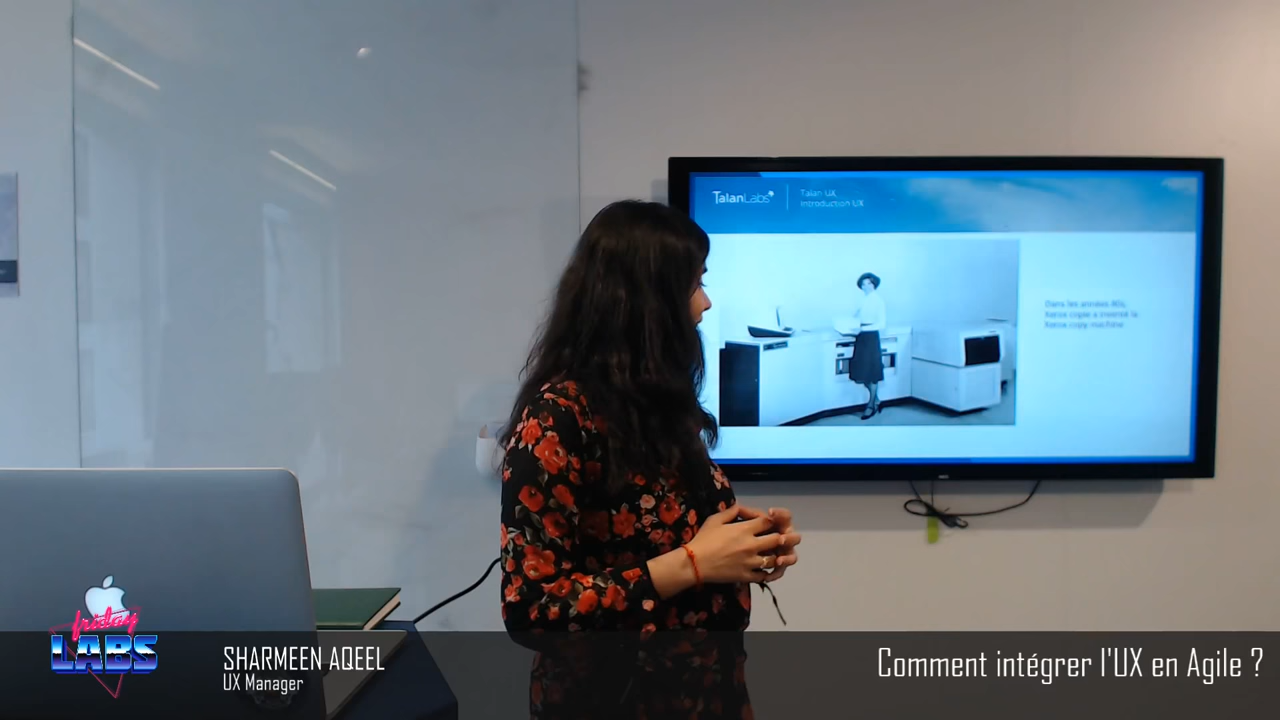 TalanLabs
Talan UX
Introduction UX
Dans les années
Xerox copie a inventé la
Xerox copy machine
friday
LABS
SHARMEEN AQEEL
UX Manager
Comment intégrer l'UX en Agile ?